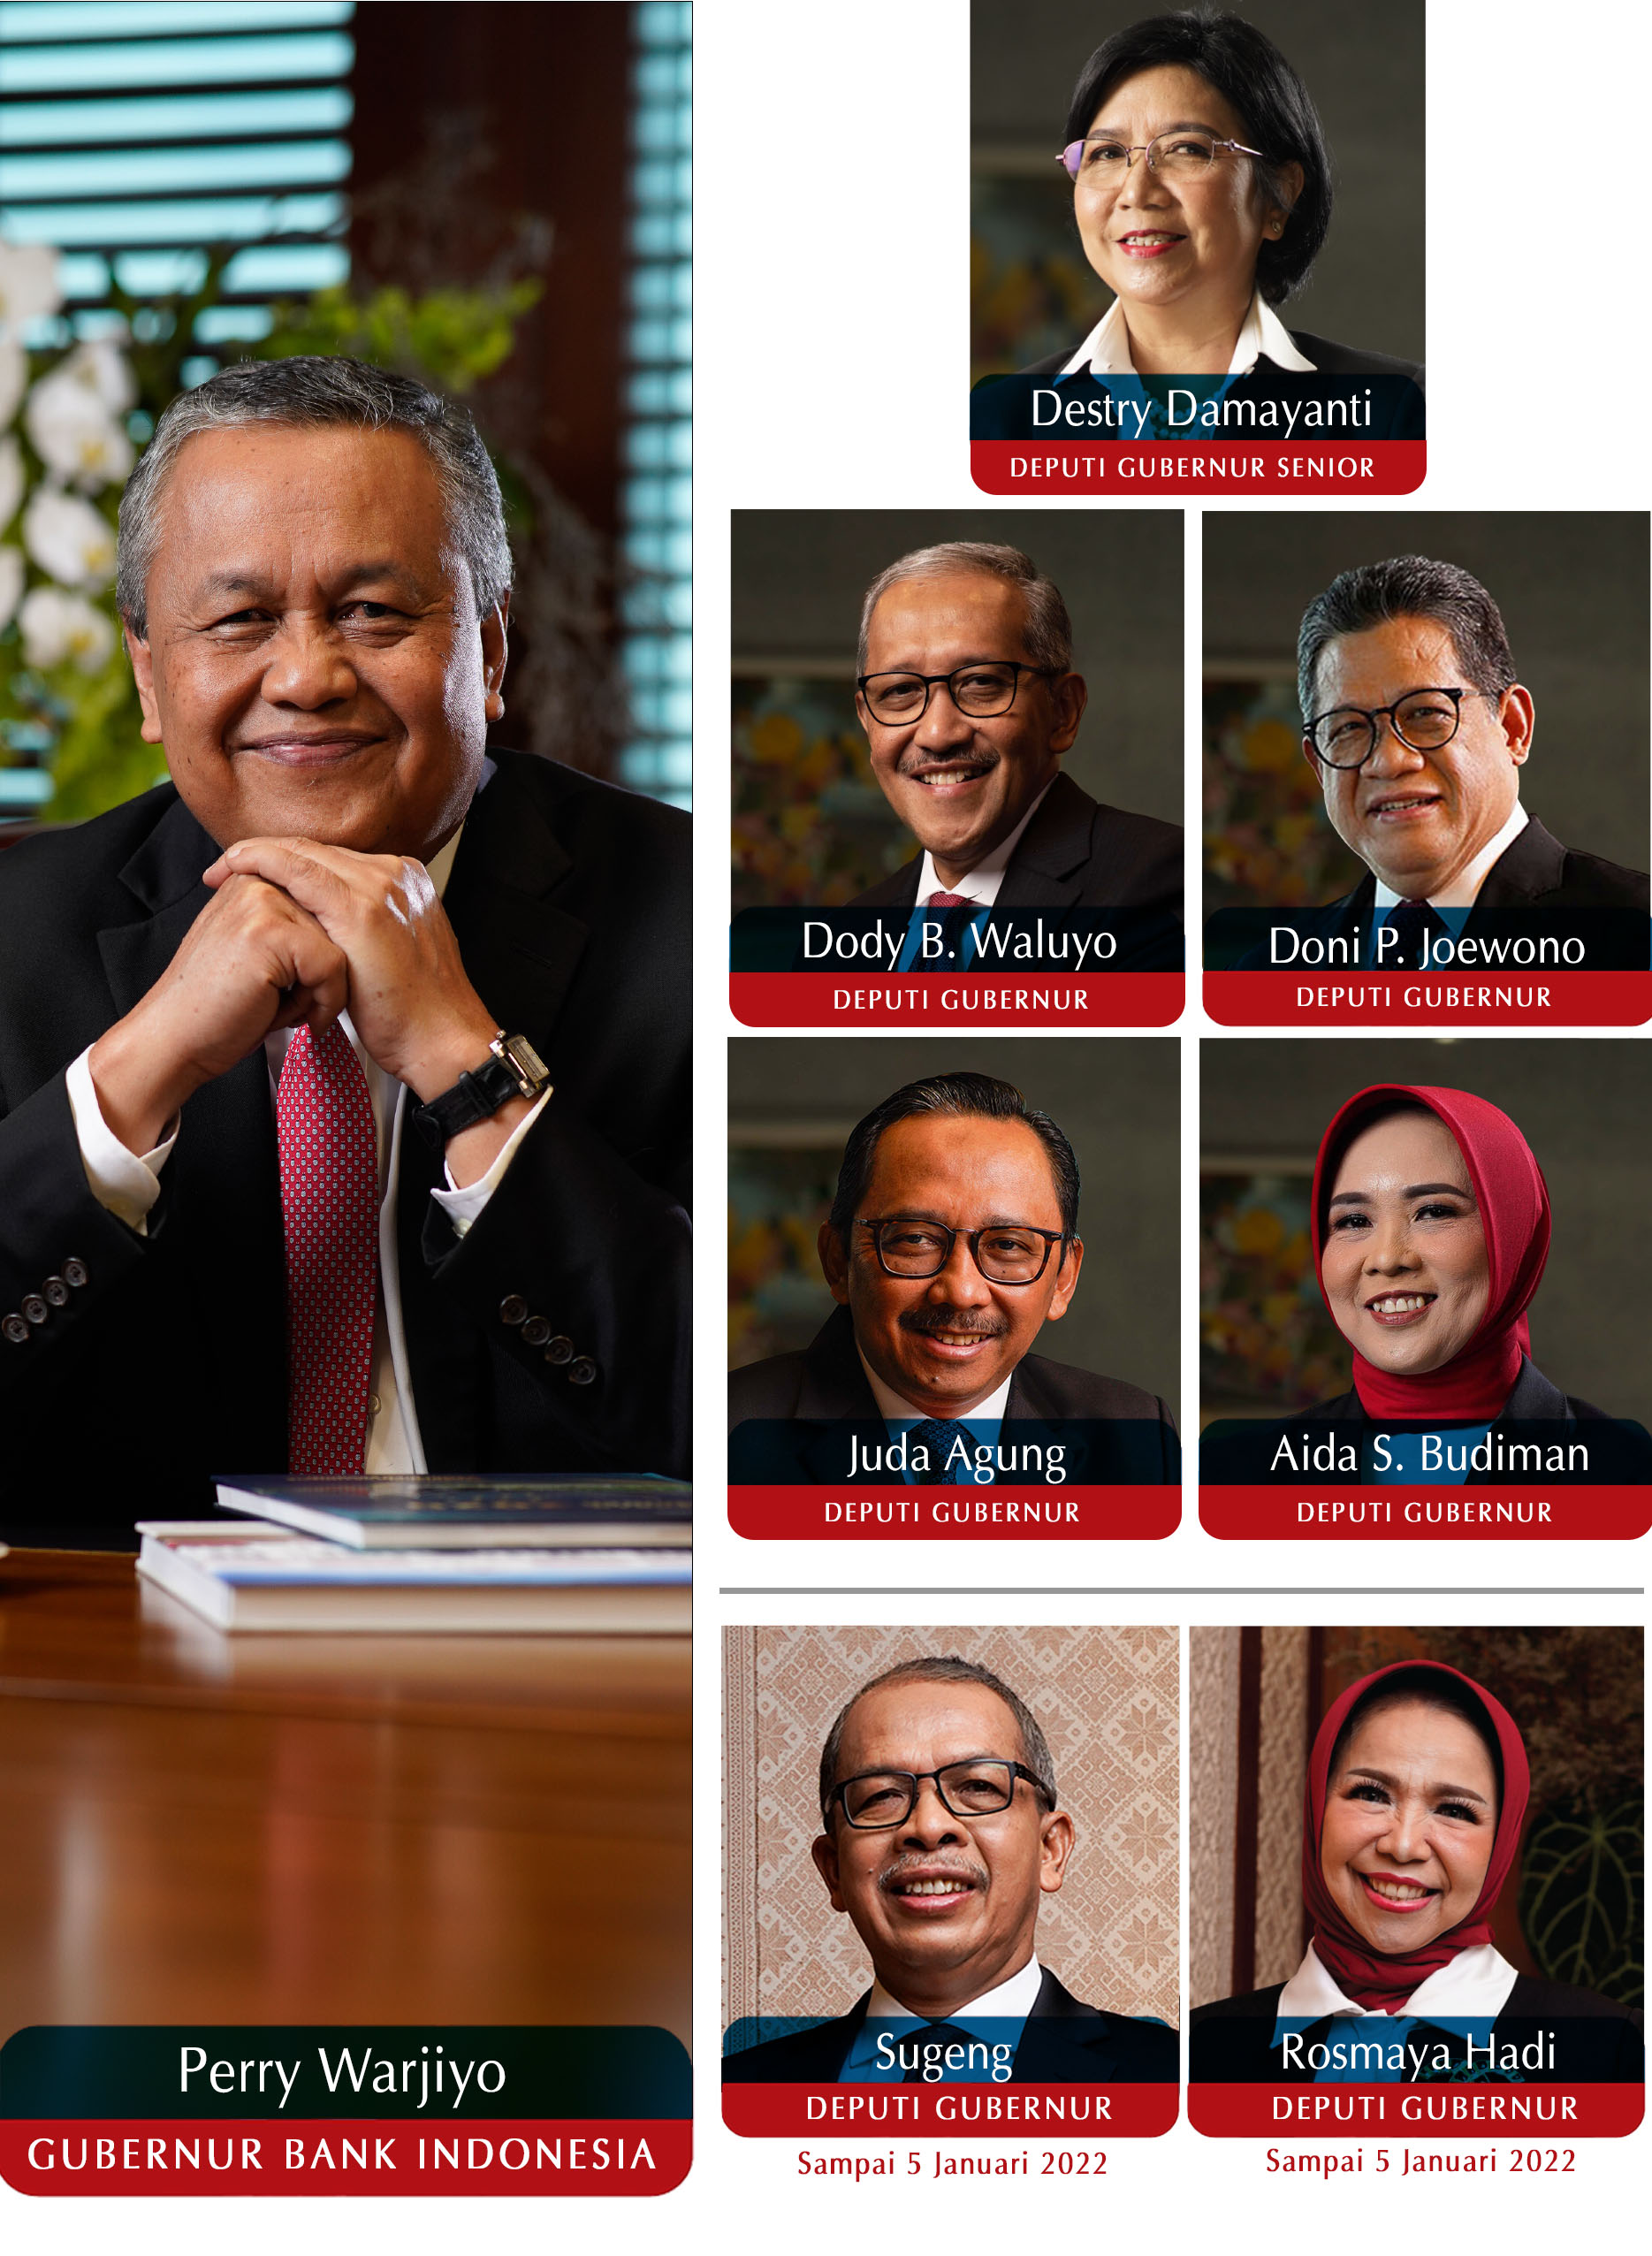 Destry Damayanti
DEPUTI GUBERNUR SENIOR
Dody B. Waluyo
DEPUTI GUBERNUR
Doni P. Joewono
DEPUTI GUBERNUR
Juda Agung
DEPUTI GUBERNUR
Aida S. Budiman
DEPUTI GUBERNUR
Perry Warjiyo
GUBERNUR BANK INDONESIA
Sugeng
DEPUTI GUBERNUR
Sampai 5 Januari 2022
Rosmaya Hadi
DEPUTI GUBERNUR
Sampai 5 Januari 2022